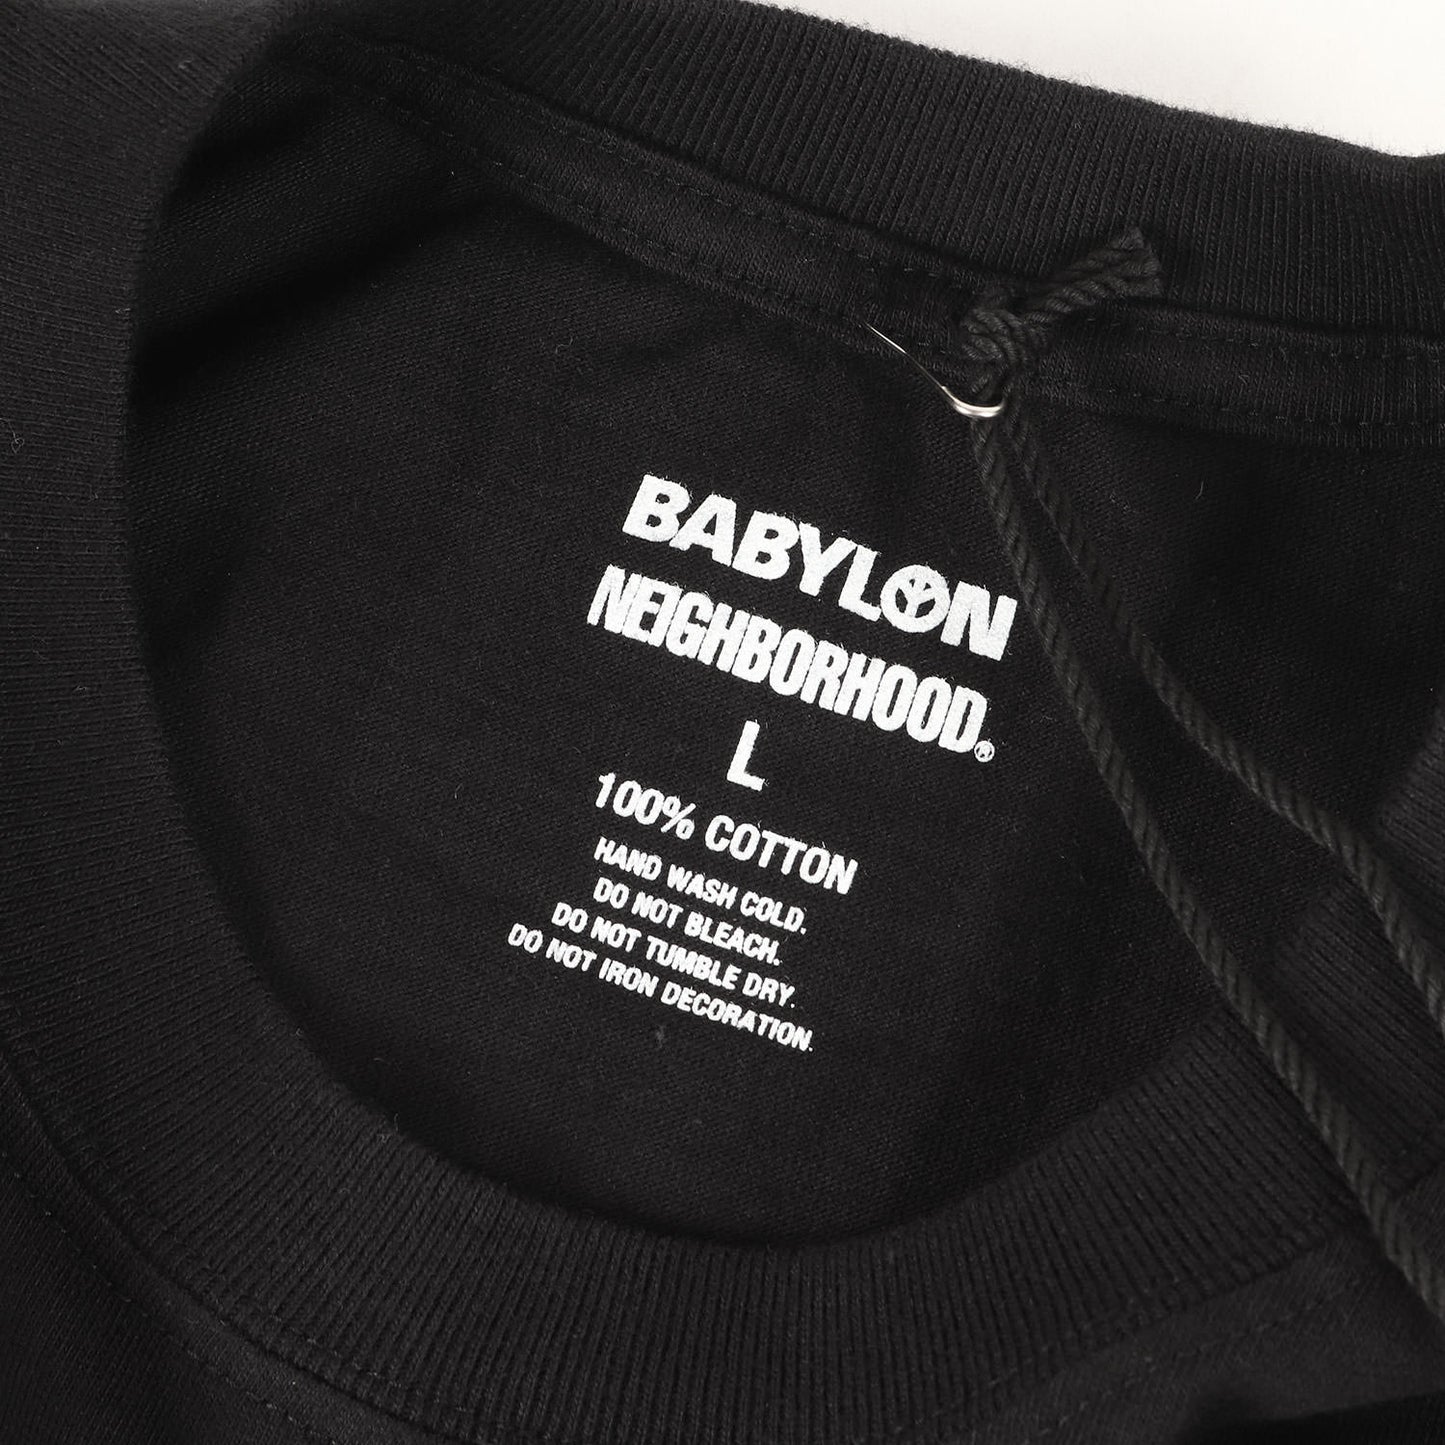 BABYLON
NEIGHBORHOOD®
L
100% COTTON
HAND WASH COLD.
DO NOT BLEACH.
DO NOT TUMBLE DRY.
DO NOT IRON DECORATION.